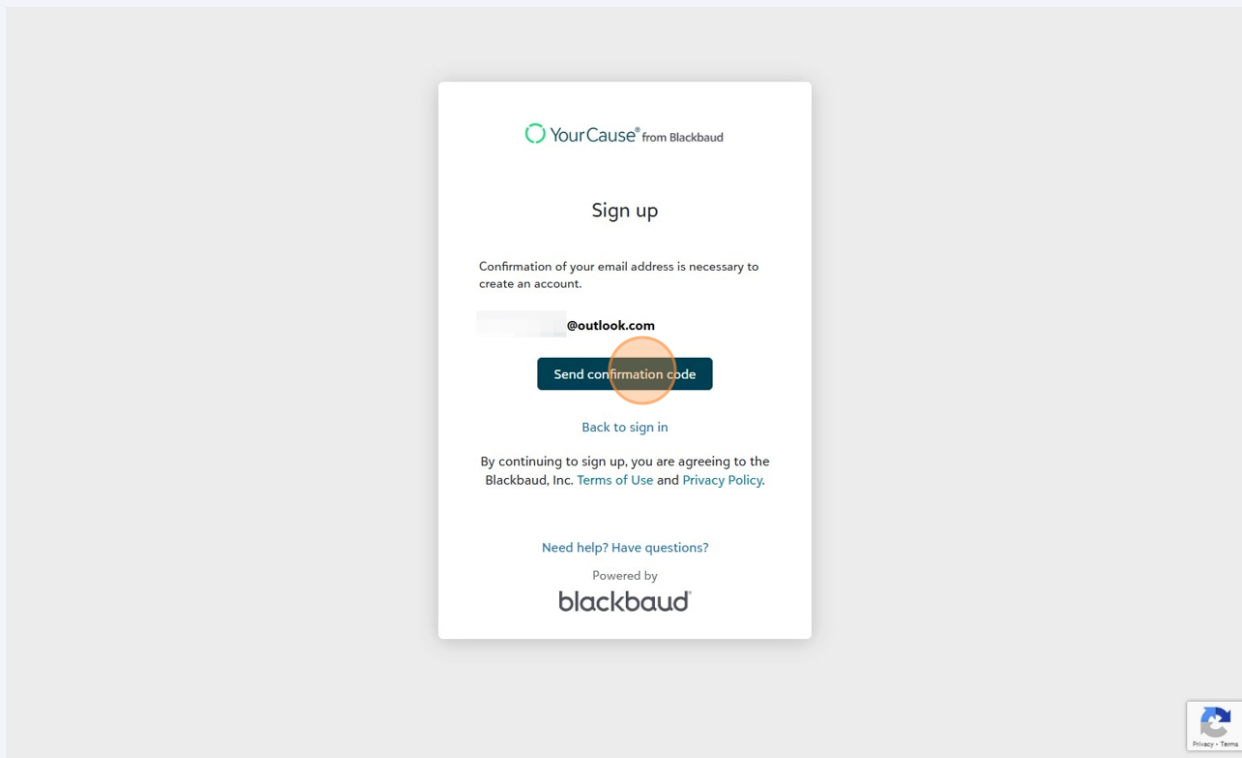 YourCause® from Blackbaud
Sign up
Confirmation of your email address is necessary to
create an account.
@outlook.com
Send confirmation code
Back to sign in
By continuing to sign up, you are agreeing to the
Blackbaud, Inc. Terms of Use and Privacy Policy.
Need help? Have questions?
Powered by
blackbaud®
Privacy - Terms